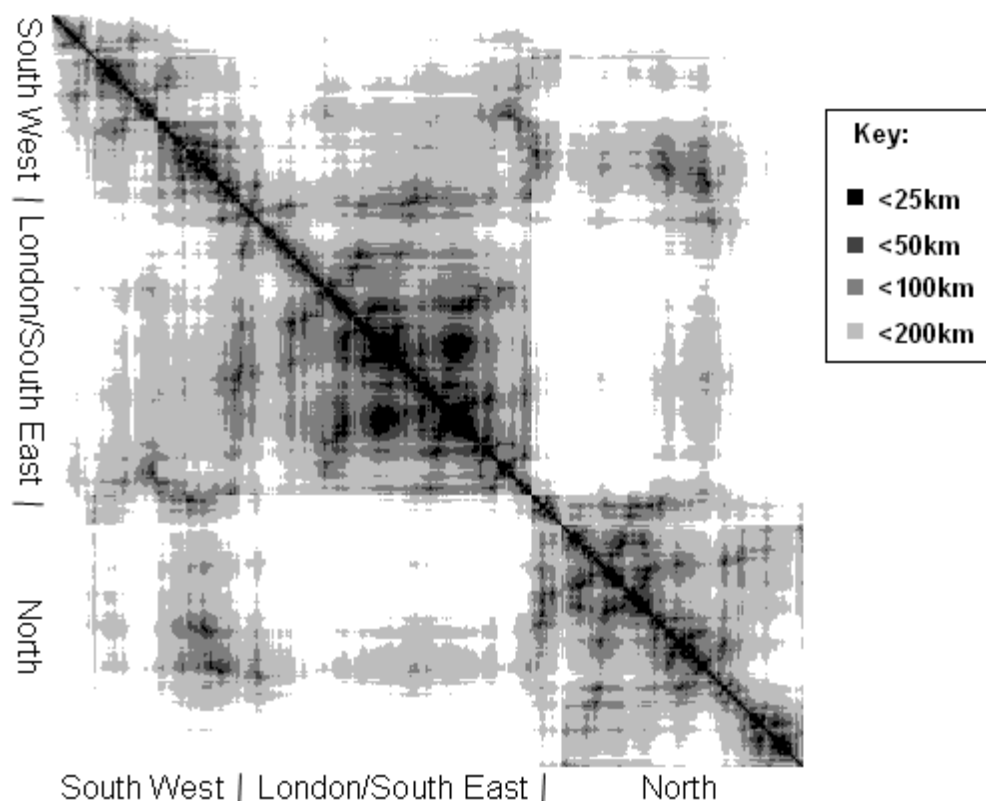 South West | London/South East | North
Key:
<25km
<50km
<100km
<200km
South West | London/South East | North